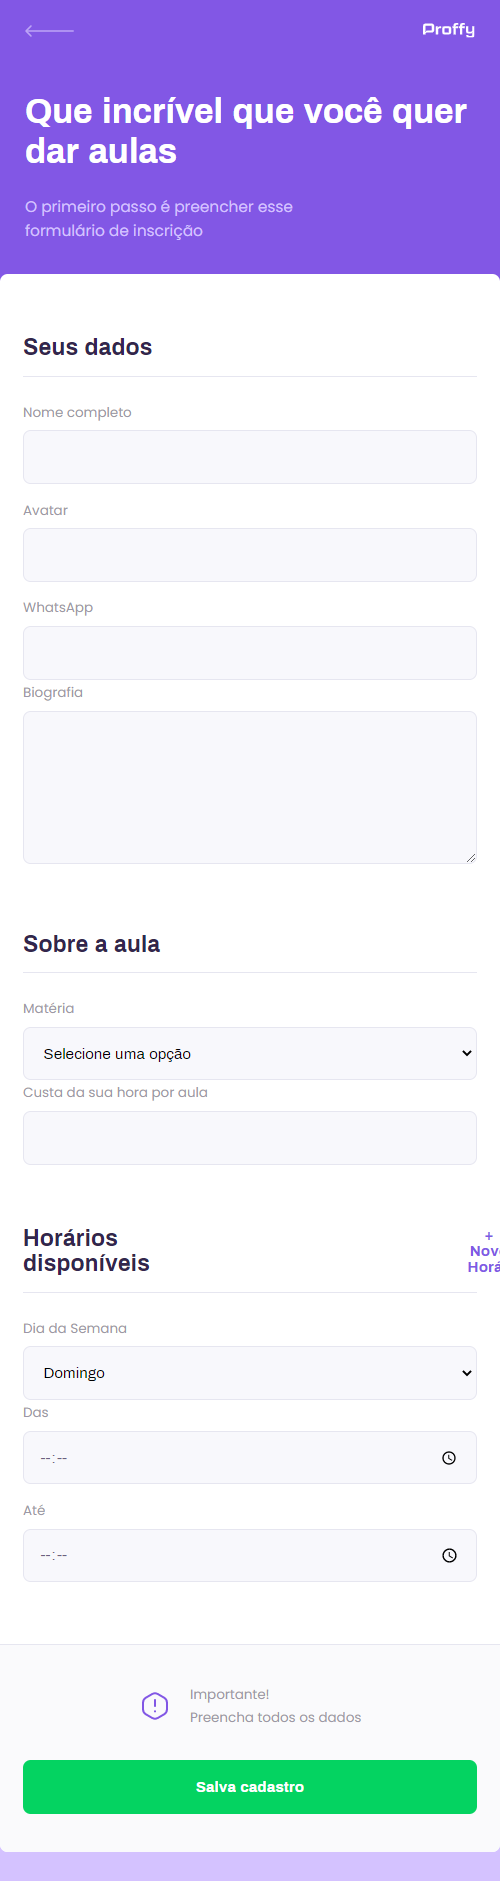 Proffy
Que incrível que você quer
dar aulas
O primeiro passo é preencher esse
formulário de inscrição
Seus dados
Nome completo
Avatar
WhatsApp
Biografia
Sobre a aula
Matéria
Selecione uma opção
Custa da sua hora por aula
Horários
disponíveis
+
Nov
Horá
Dia da Semana
Domingo
Das
--:--
Até
--:--
Importante!
Preencha todos os dados
Salva cadastro